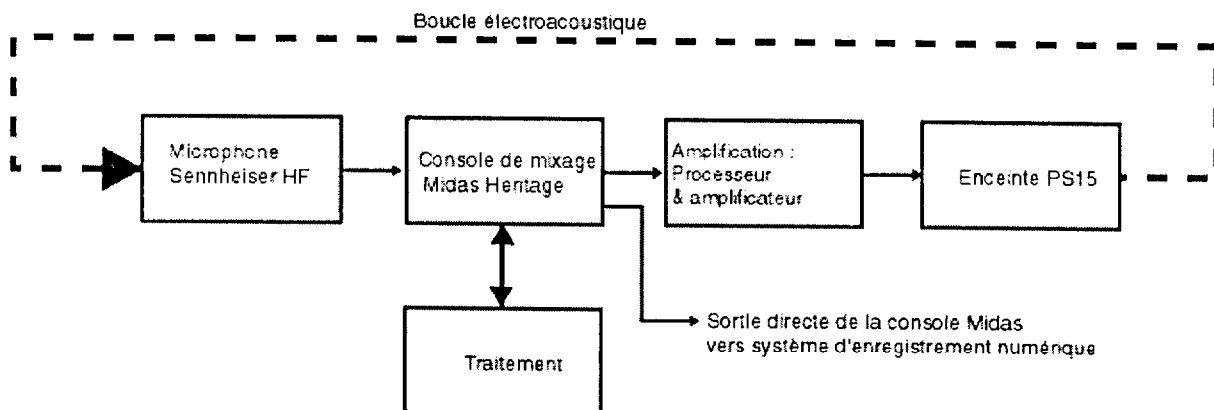 Boucle électroacoustique
Microphone
Sennheiser HF
Console de mixage
Midas Heritage
Amplification :
Processeur
& amplificateur
Enceinte PS15
Traitement
Sortie directe de la console Midas
vers système d'enregistrement numérique